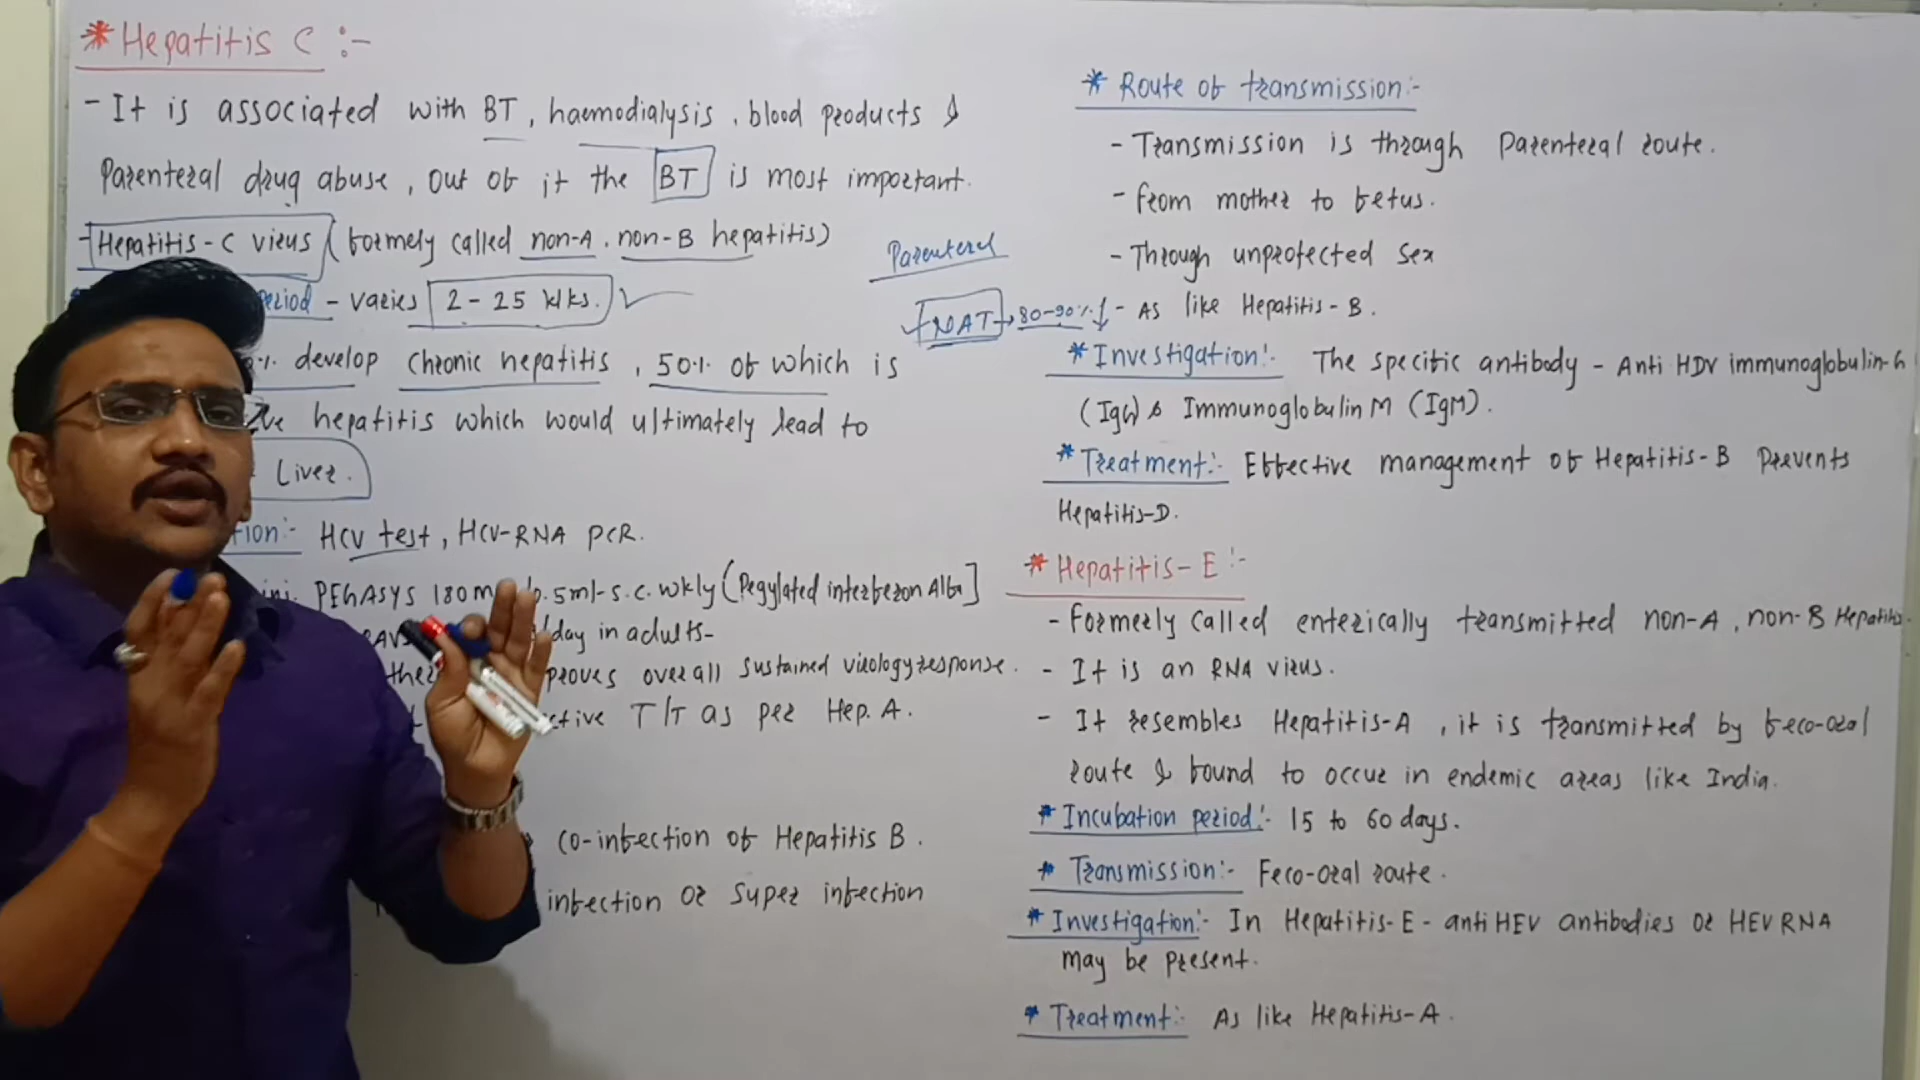 * Hepatitis C :-
- It is associated with BT, haemodialysis, blood products &
Parenteral drug abuse, out of it the BT is most important.
- Hepatitis-C virus (formely called non-A, non-B hepatitis)
period - varies 2 - 25 wks.
develop chronic hepatitis, 50% of which is
hepatitis which would ultimately lead to
Liver.
HCV test, HCV-RNA PCR.
inj. PEGASYS 180 0.5ml-s.c. wkly (Pegylated interferon Alfa]
/day in adults-
overall sustained virology response.
T/T as per Hep. A.
co-infection of Hepatitis B.
infection or super infection
Parenteral
NAT → 80-90% ↓
* Route of transmission:-
- Transmission is through parenteral route.
- from mother to fetus.
- Through unprotected sex
- As like Hepatitis-B.
* Investigation:- The specific antibody - Anti HDV immunoglobulin-G
(IgG) & Immunoglobulin M (IgM).
* Treatment:- Effective management of Hepatitis-B prevents
Hepatitis-D.
* Hepatitis-E :-
- Formerly called enterically transmitted non-A, non-B Hepatitis.
- It is an RNA virus.
- It resembles Hepatitis-A, it is transmitted by feco-oral
route & bound to occur in endemic areas like India.
* Incubation period:- 15 to 60 days.
* Transmission:- Feco-oral route.
* Investigation:- In Hepatitis-E - anti HEV antibodies or HEV RNA
may be present.
* Treatment:- As like Hepatitis-A.